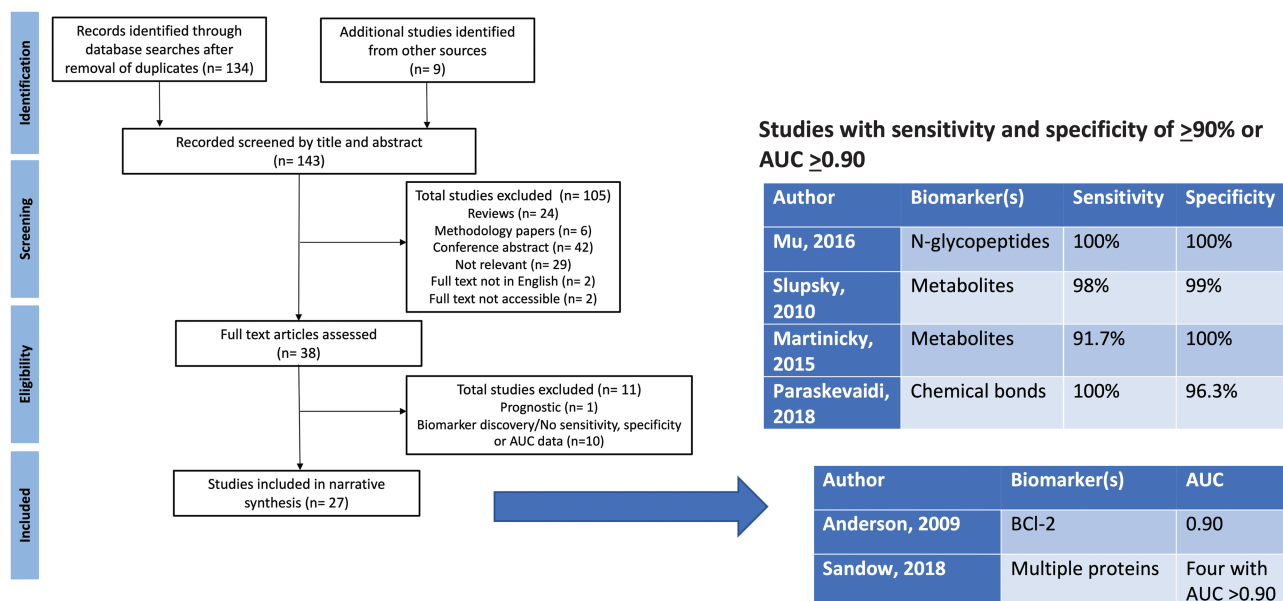 Identification
Records identified through
database searches after
removal of duplicates (n= 134)
Additional studies identified
from other sources
(n= 9)
Recorded screened by title and abstract
(n= 143)
Screening
Total studies excluded  (n= 105)
Reviews (n= 24)
Methodology papers (n= 6)
Conference abstract (n= 42)
Not relevant (n= 29)
Full text not in English (n= 2)
Full text not accessible (n= 2)
Eligibility
Full text articles assessed
(n= 38)
Total studies excluded (n= 11)
Prognostic (n= 1)
Biomarker discovery/No sensitivity, specificity
or AUC data (n=10)
Included
Studies included in narrative
synthesis (n= 27)
Studies with sensitivity and specificity of ≥90% or
AUC ≥0.90
Author Biomarker(s) Sensitivity Specificity
Mu, 2016 N-glycopeptides 100% 100%
Slupsky, Metabolites 98% 99%
2010
Martinicky, Metabolites 91.7% 100%
2015
Paraskevaidi, Chemical bonds 100% 96.3%
2018
Author Biomarker(s) AUC
Anderson, 2009 BCl-2 0.90
Sandow, 2018 Multiple proteins Four with
AUC >0.90